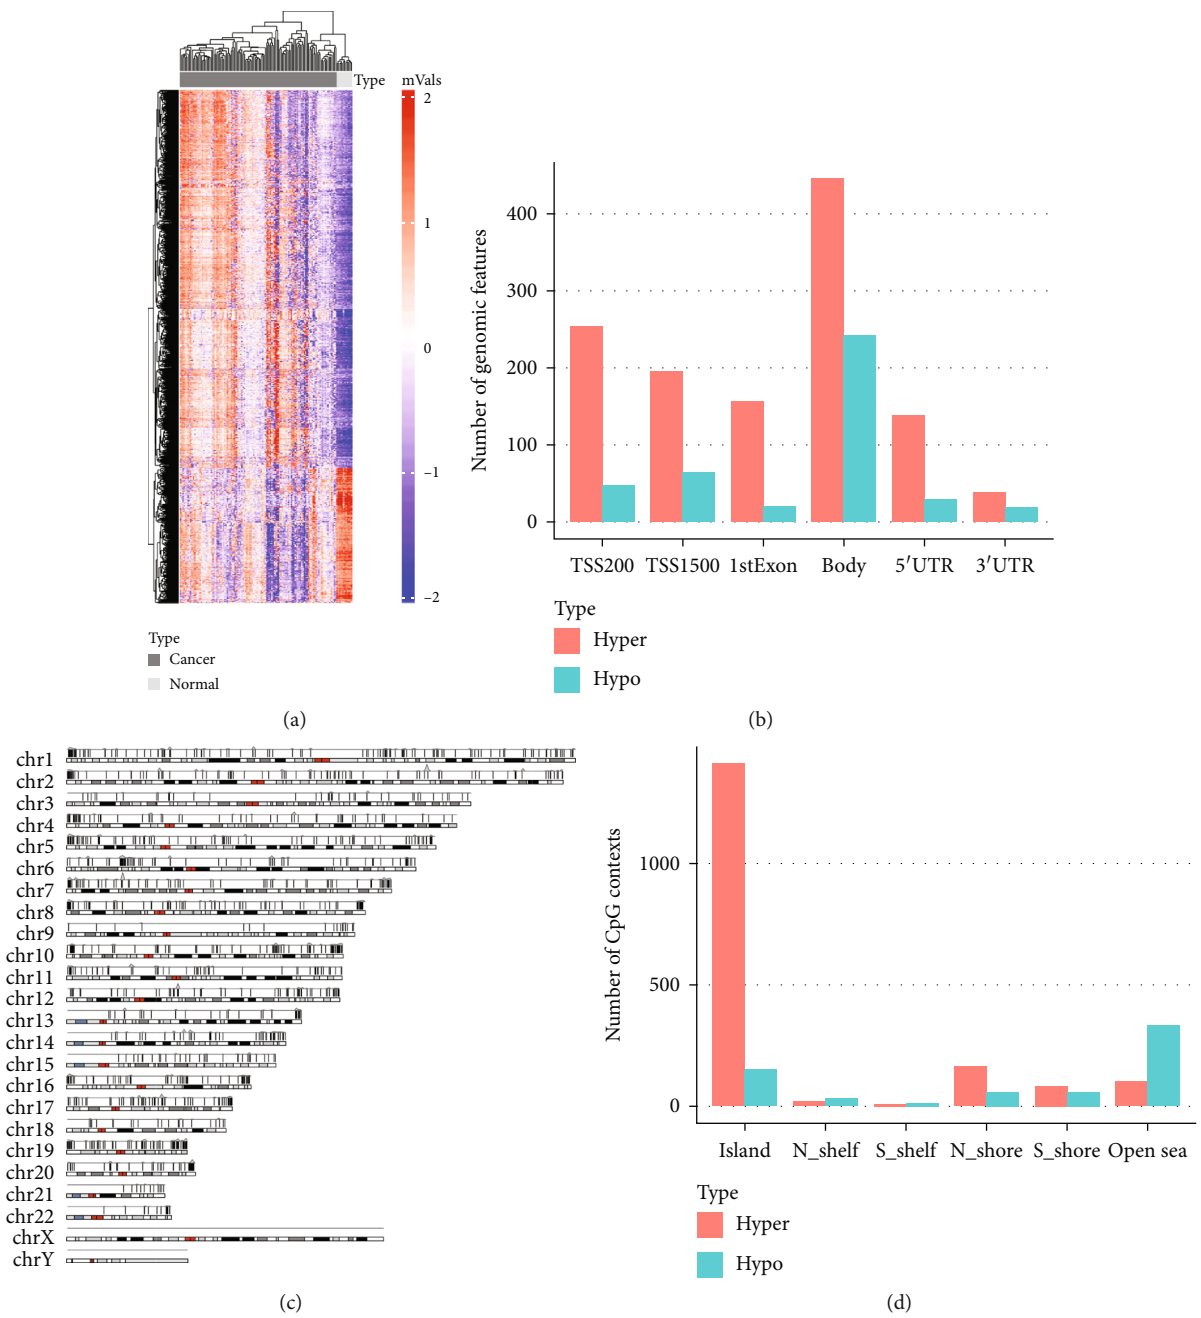 Type
mVals
2
1
0
−1
−2
Type
Cancer
Normal
(a)
Number of genomic features
400
300
200
100
0
TSS200 TSS1500 1stExon Body 5′UTR 3′UTR
Type
Hyper
Hypo
(b)
chr1
chr2
chr3
chr4
chr5
chr6
chr7
chr8
chr9
chr10
chr11
chr12
chr13
chr14
chr15
chr16
chr17
chr18
chr19
chr20
chr21
chr22
chrX
chrY
(c)
Number of CpG contexts
1000
500
0
Island N_shelf S_shelf N_shore S_shore Open sea
Type
Hyper
Hypo
(d)